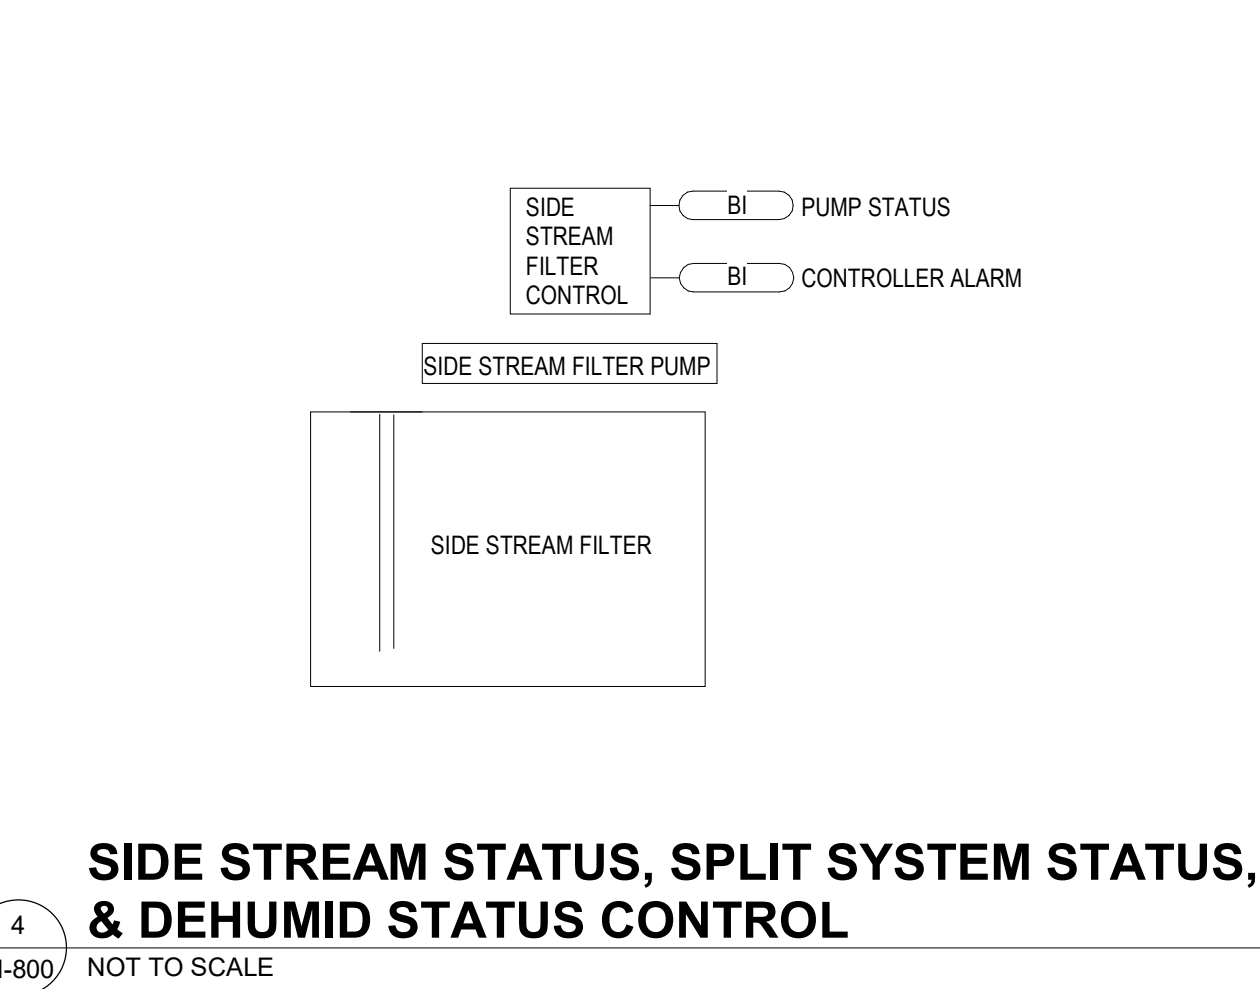 SIDE
STREAM
FILTER
CONTROL
BI PUMP STATUS
BI CONTROLLER ALARM
SIDE STREAM FILTER PUMP
SIDE STREAM FILTER
SIDE STREAM STATUS, SPLIT SYSTEM STATUS,
& DEHUMID STATUS CONTROL
4
-800
NOT TO SCALE